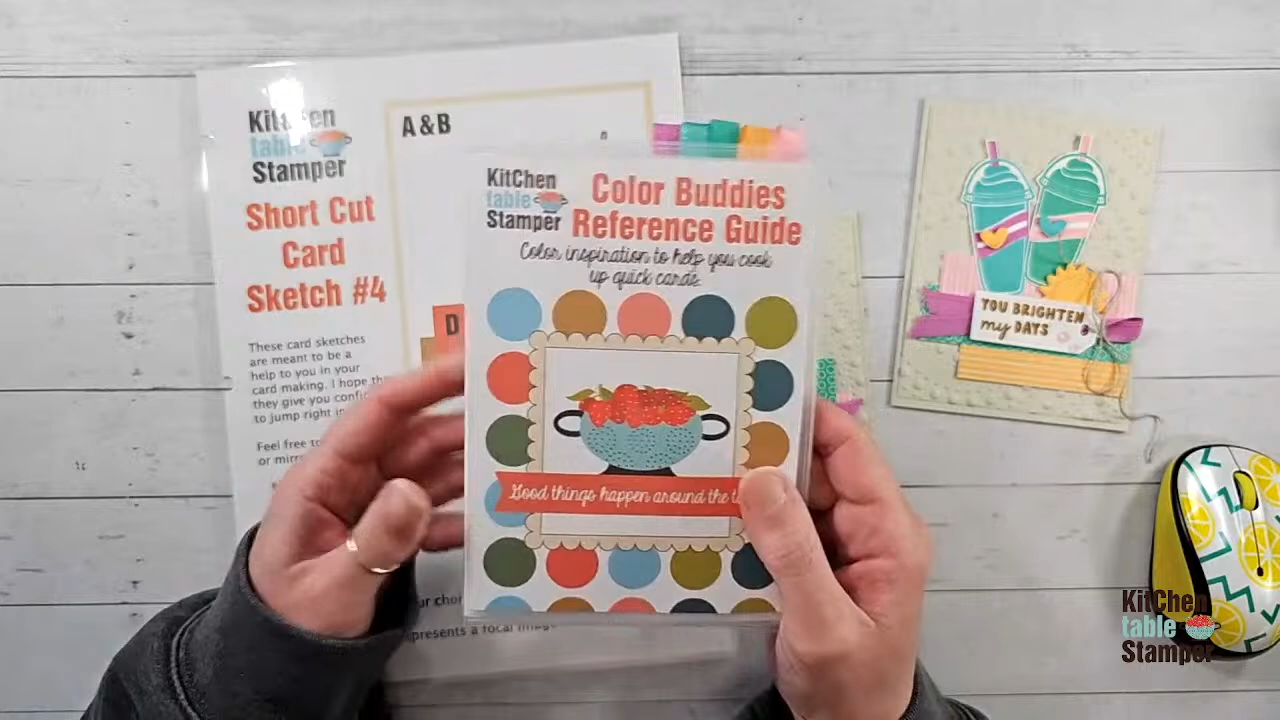 KitChen
table
Stamper
Short Cut
Card
Sketch #4
These card sketches
are meant to be a
help to you in your
card making. I hope
they give you
to jump right in
Feel free to
or
A & B
D
KitChen
table
Stamper
Color Buddies
Reference Guide
Color inspiration to help you cook
up quick cards.
Good things happen around the
YOU BRIGHTEN
my DAYS
KitChen
table
Stamper